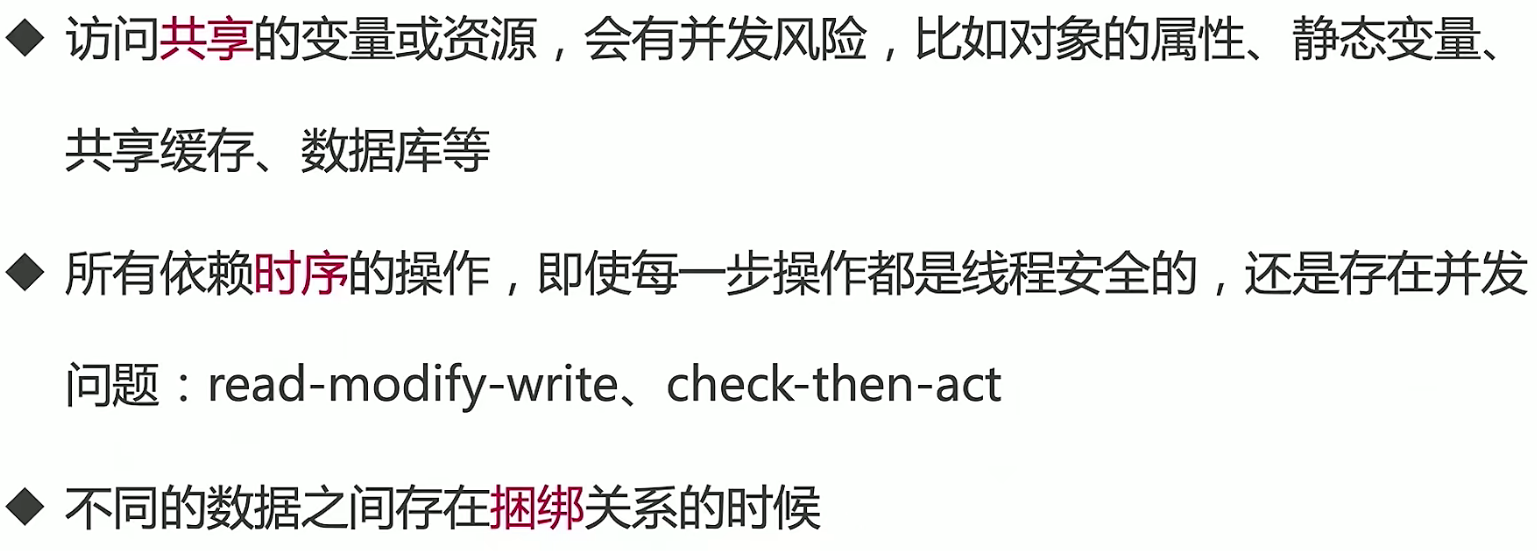 ◆ 访问共享的变量或资源，会有并发风险，比如对象的属性、静态变量、
共享缓存、数据库等
◆ 所有依赖时序的操作，即使每一步操作都是线程安全的，还是存在并发
问题：read-modify-write、check-then-act
◆ 不同的数据之间存在捆绑关系的时候